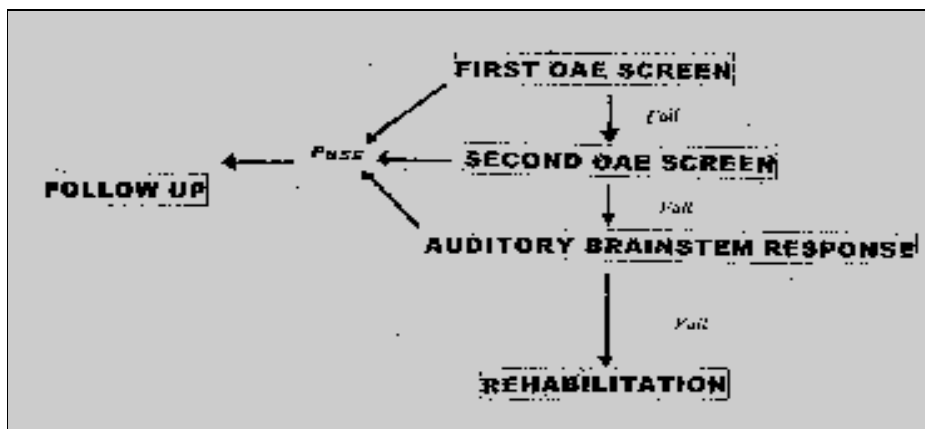 FIRST OAE SCREEN
Fail
Pass
SECOND OAE SCREEN
FOLLOW UP
Fail
AUDITORY BRAINSTEM RESPONSE
Fail
REHABILITATION